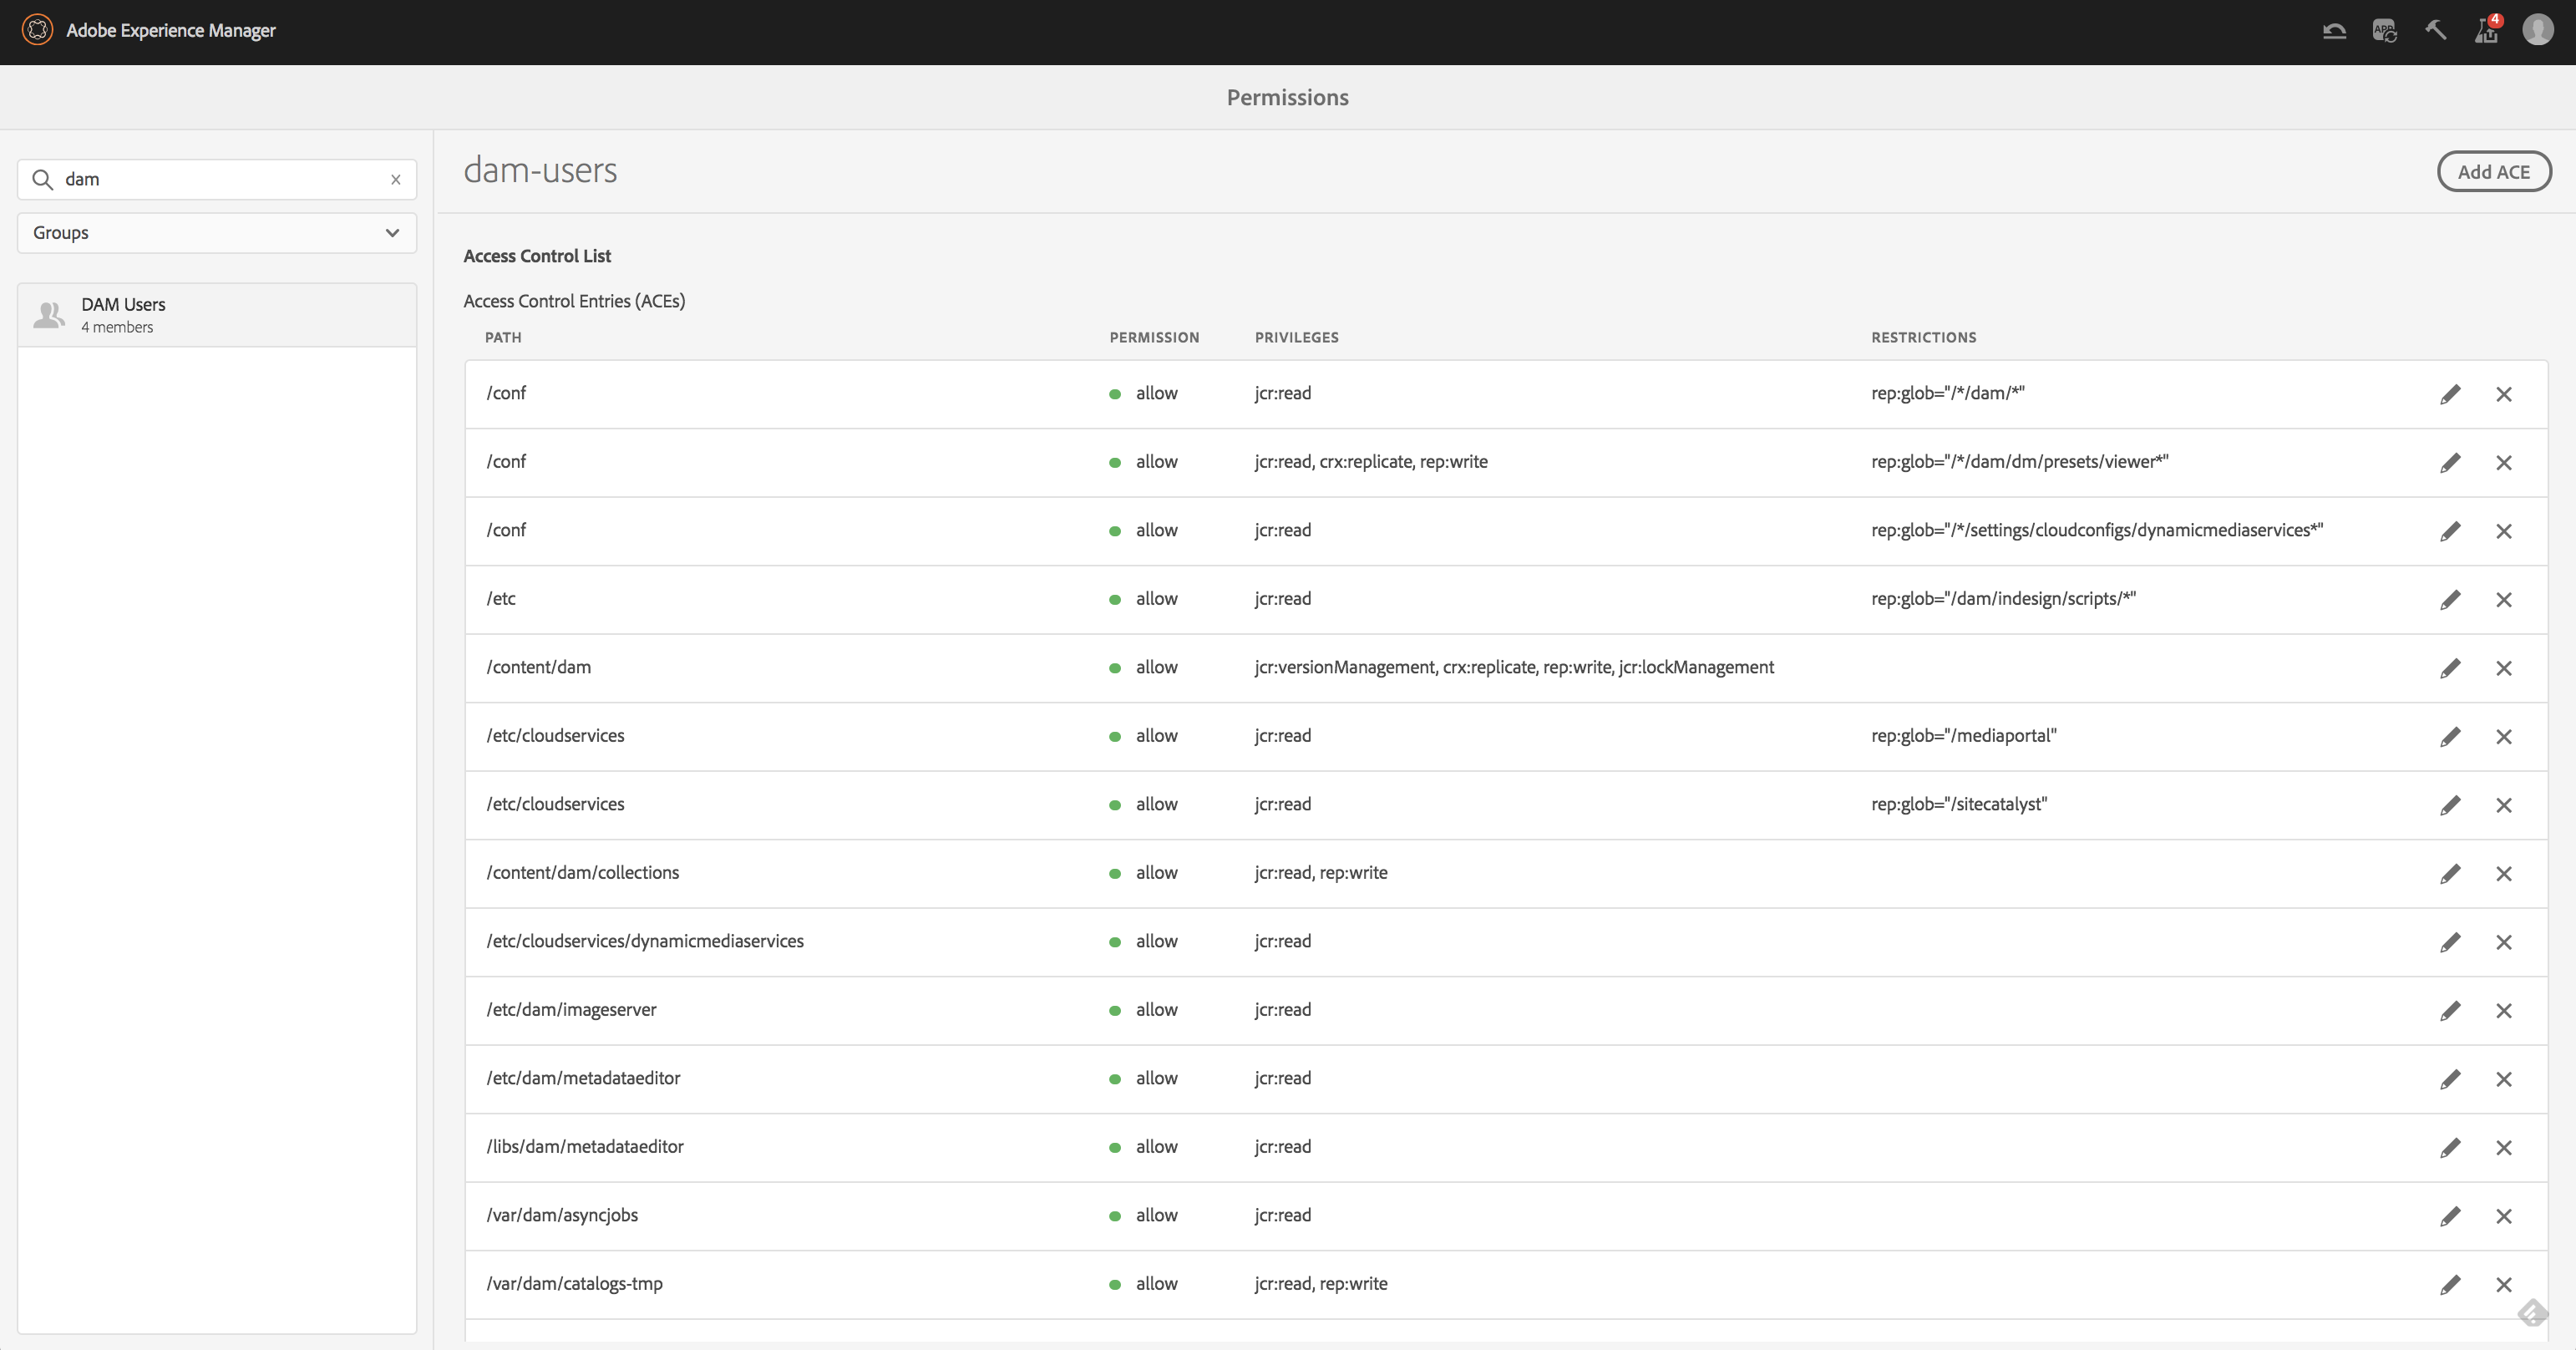 Adobe Experience Manager
APP
4
Permissions
dam
Groups
DAM Users
4 members
dam-users
Add ACE
Access Control List
Access Control Entries (ACEs)
PATH PERMISSION PRIVILEGES RESTRICTIONS
/conf allow jcr:read rep:glob="/*/dam/*"
/conf allow jcr:read, crx:replicate, rep:write rep:glob="/*/dam/dm/presets/viewer*"
/conf allow jcr:read rep:glob="/*/settings/cloudconfigs/dynamicmediaservices*"
/etc allow jcr:read rep:glob="/dam/indesign/scripts/*"
/content/dam allow jcr:versionManagement, crx:replicate, rep:write, jcr:lockManagement
/etc/cloudservices allow jcr:read rep:glob="/mediaportal"
/etc/cloudservices allow jcr:read rep:glob="/sitecatalyst"
/content/dam/collections allow jcr:read, rep:write
/etc/cloudservices/dynamicmediaservices allow jcr:read
/etc/dam/imageserver allow jcr:read
/etc/dam/metadataeditor allow jcr:read
/libs/dam/metadataeditor allow jcr:read
/var/dam/asyncjobs allow jcr:read
/var/dam/catalogs-tmp allow jcr:read, rep:write